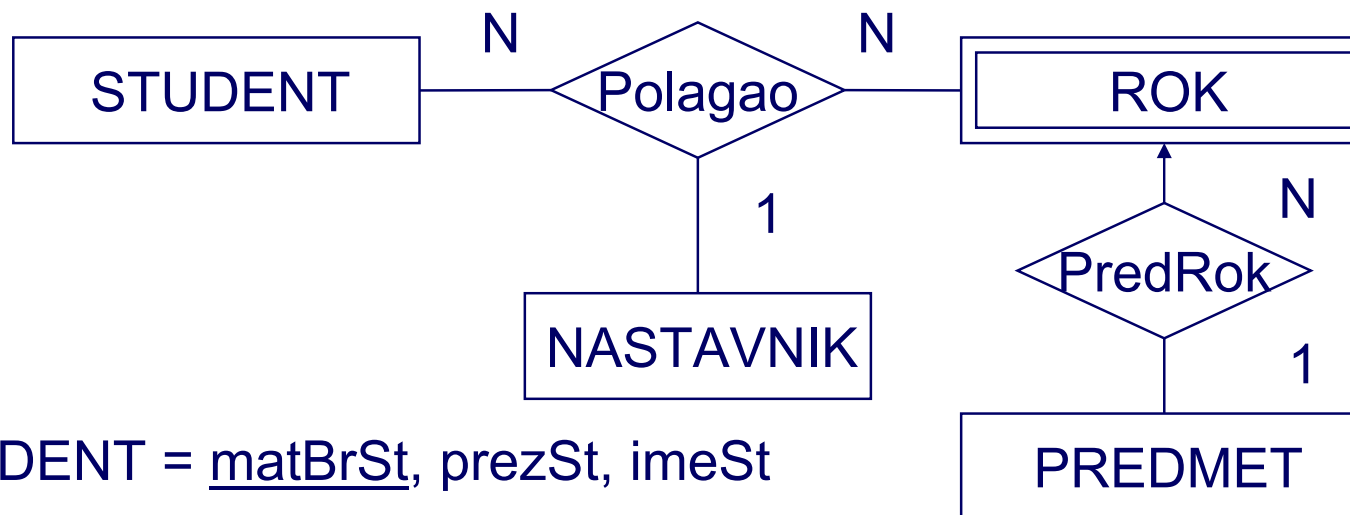 N N
STUDENT Polagao ROK
1 N
PredRok
NASTAVNIK 1
DENT = matBrSt, prezSt, imeSt PREDMET